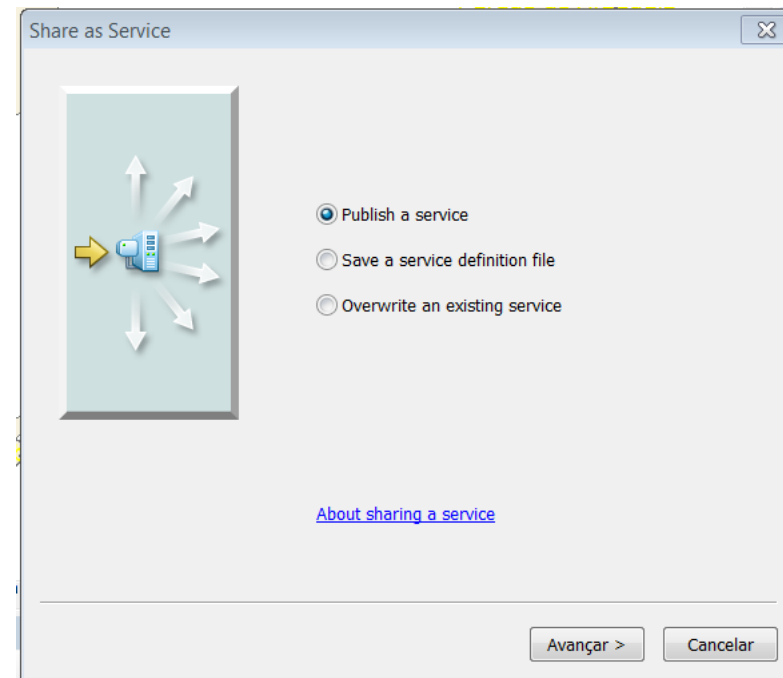 Share as Service
Publish a service
Save a service definition file
Overwrite an existing service
About sharing a service
Avançar >
Cancelar